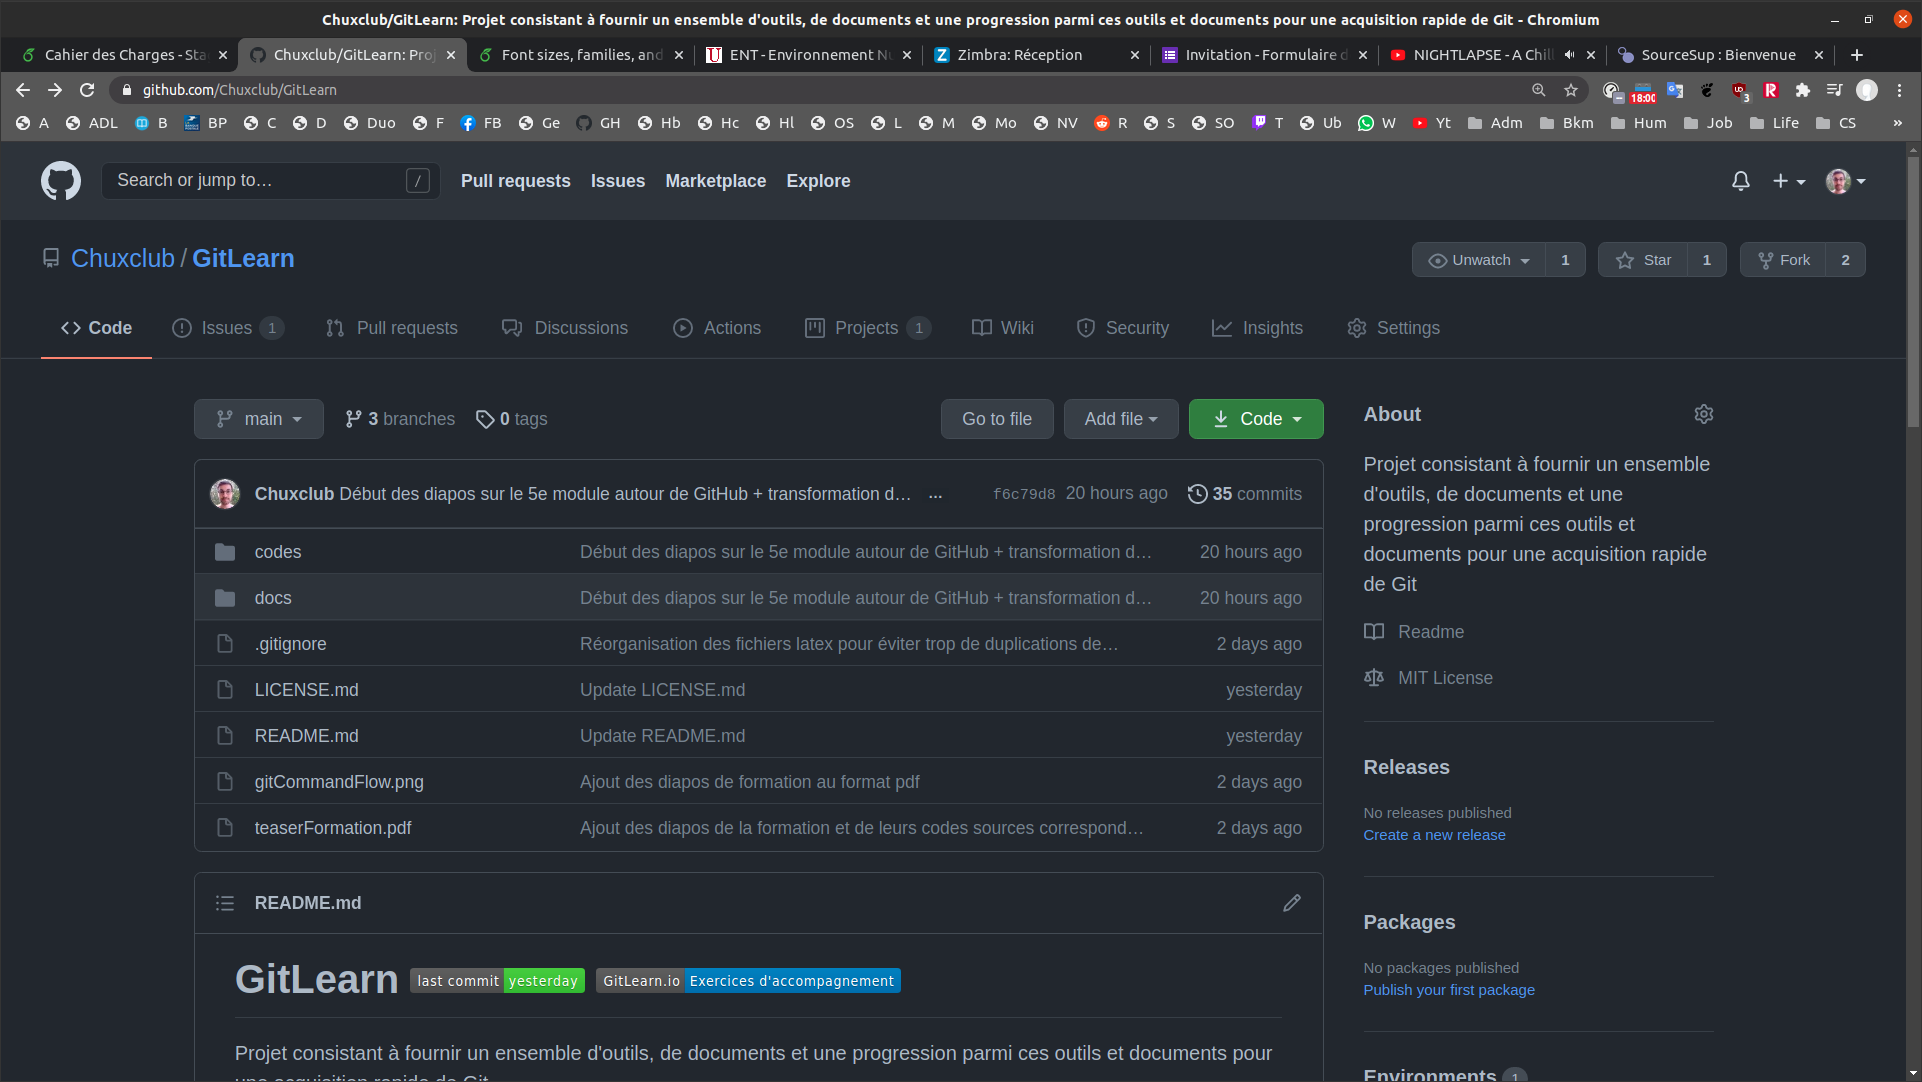 Chuxclub/GitLearn: Projet consistant à fournir un ensemble d'outils, de documents et une progression parmi ces outils et documents pour une acquisition rapide de Git - Chromium
Cahier des Charges - Sta
Chuxclub/GitLearn: Proj
Font sizes, families, and
ENT - Environnement Nu
Zimbra: Réception
Invitation - Formulaire d
NIGHTLAPSE - A Chill
SourceSup : Bienvenue
github.com/Chuxclub/GitLearn
18:00
3
A ADL B BP C D Duo F FB Ge GH Hb Hc Hl OS L M Mo NV R S SO T Ub W Yt Adm Bkm Hum Job Life CS »
Search or jump to… /
Pull requests Issues Marketplace Explore
Chuxclub / GitLearn
Unwatch 1 Star 1 Fork 2
Code Issues 1 Pull requests Discussions Actions Projects 1 Wiki Security Insights Settings
main 3 branches 0 tags Go to file Add file Code
Chuxclub Début des diapos sur le 5e module autour de GitHub + transformation d… ... f6c79d8 20 hours ago 35 commits
codes Début des diapos sur le 5e module autour de GitHub + transformation d… 20 hours ago
docs Début des diapos sur le 5e module autour de GitHub + transformation d… 20 hours ago
.gitignore Réorganisation des fichiers latex pour éviter trop de duplications de… 2 days ago
LICENSE.md Update LICENSE.md yesterday
README.md Update README.md yesterday
gitCommandFlow.png Ajout des diapos de formation au format pdf 2 days ago
teaserFormation.pdf Ajout des diapos de la formation et de leurs codes sources correspond… 2 days ago
README.md
GitLearn last commit yesterday GitLearn.io Exercices d'accompagnement
Projet consistant à fournir un ensemble d'outils, de documents et une progression parmi ces outils et documents pour
une acquisition rapide de Git
About
Projet consistant à fournir un ensemble
d'outils, de documents et une
progression parmi ces outils et
documents pour une acquisition rapide
de Git
Readme
MIT License
Releases
No releases published
Create a new release
Packages
No packages published
Publish your first package
Environments 1